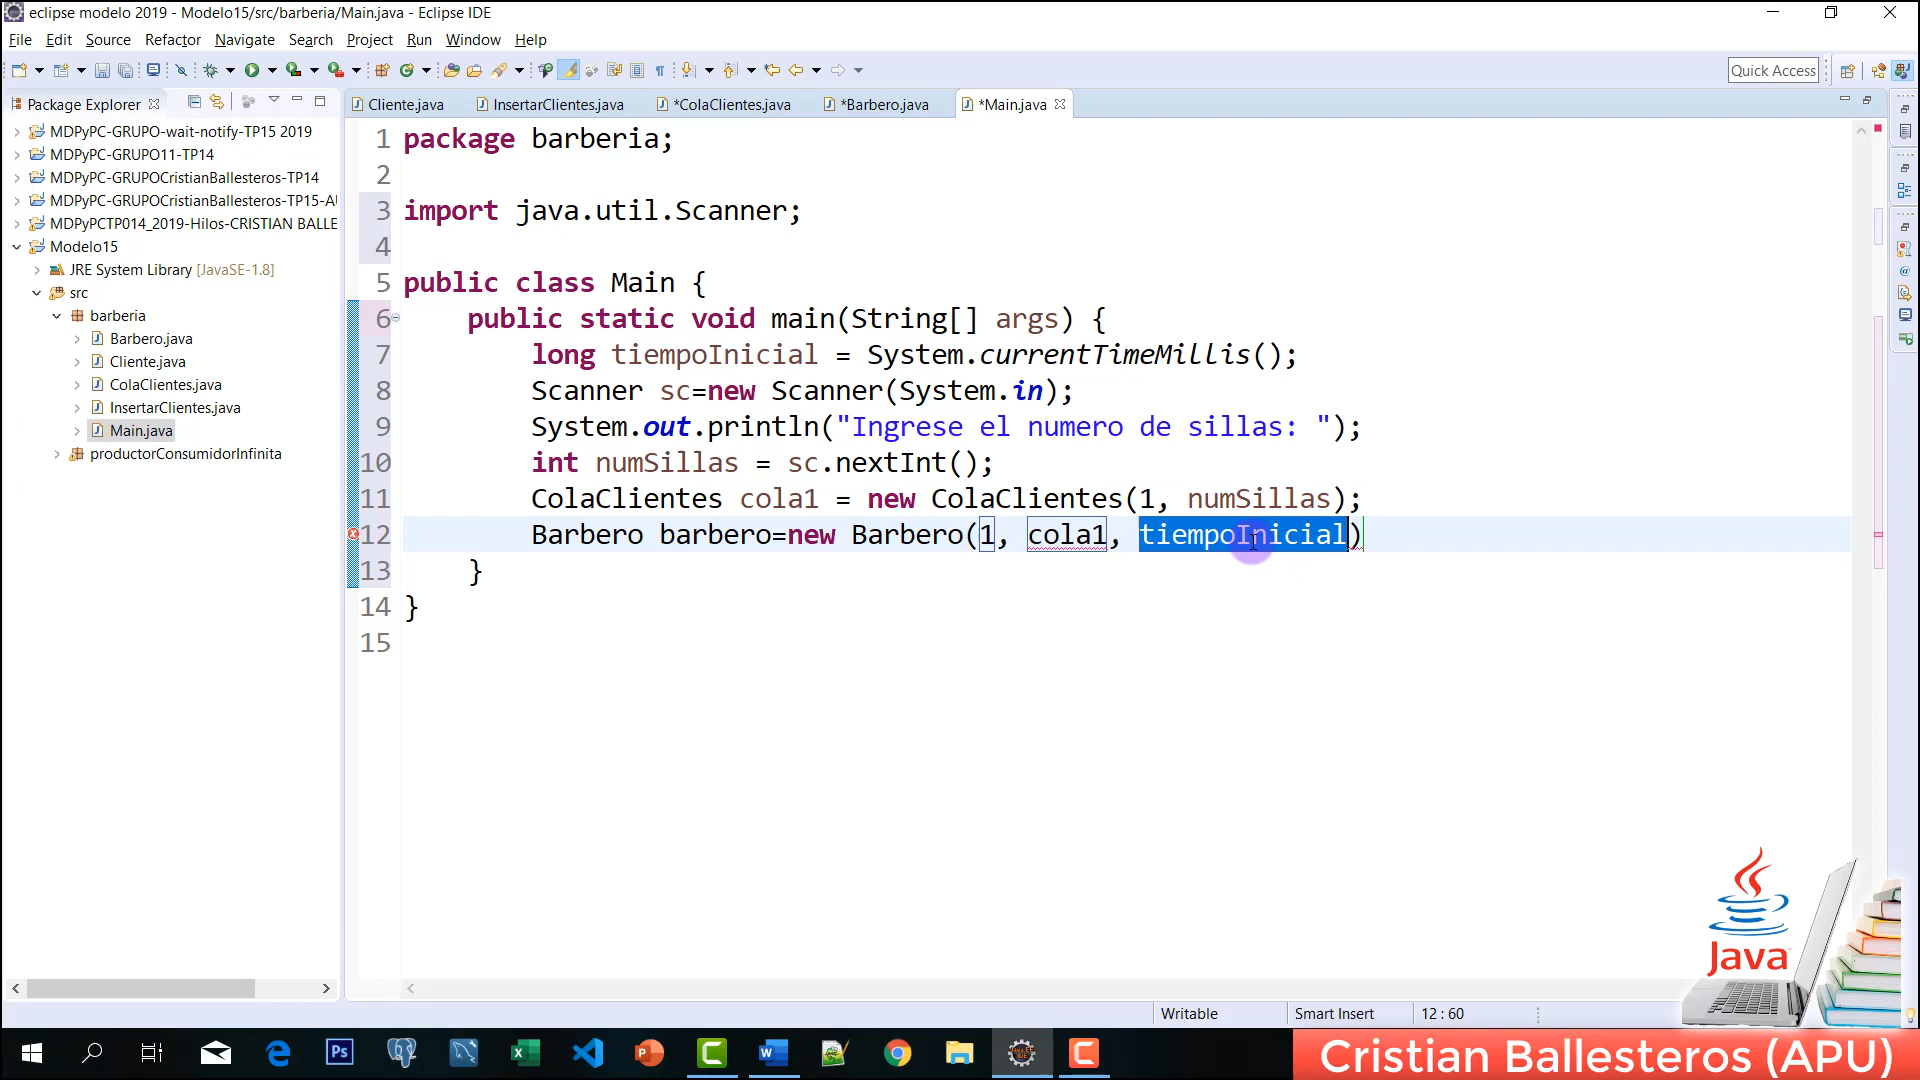 eclipse modelo 2019 - Modelo15/src/barberia/Main.java - Eclipse IDE
File Edit Source Refactor Navigate Search Project Run Window Help
Quick Access
Package Explorer
MDPyPC-GRUPO-wait-notify-TP15 2019
MDPyPC-GRUPO11-TP14
MDPyPC-GRUPOCristianBallesteros-TP14
MDPyPC-GRUPOCristianBallesteros-TP15-AU
MDPyPCTP014_2019-Hilos-CRISTIAN BALLE
Modelo15
JRE System Library [JavaSE-1.8]
src
barberia
Barbero.java
Cliente.java
ColaClientes.java
InsertarClientes.java
Main.java
productorConsumidorInfinita
Cliente.java InsertarClientes.java *ColaClientes.java *Barbero.java *Main.java
1 package barberia;
2
3 import java.util.Scanner;
4
5 public class Main {
6 public static void main(String[] args) {
7 long tiempoInicial = System.currentTimeMillis();
8 Scanner sc=new Scanner(System.in);
9 System.out.println("Ingrese el numero de sillas: ");
10 int numSillas = sc.nextInt();
11 ColaClientes cola1 = new ColaClientes(1, numSillas);
12 Barbero barbero=new Barbero(1, cola1, tiempoInicial)
13 }
14 }
15
Java
Writable Smart Insert 12 : 60
Cristian Ballesteros (APU)